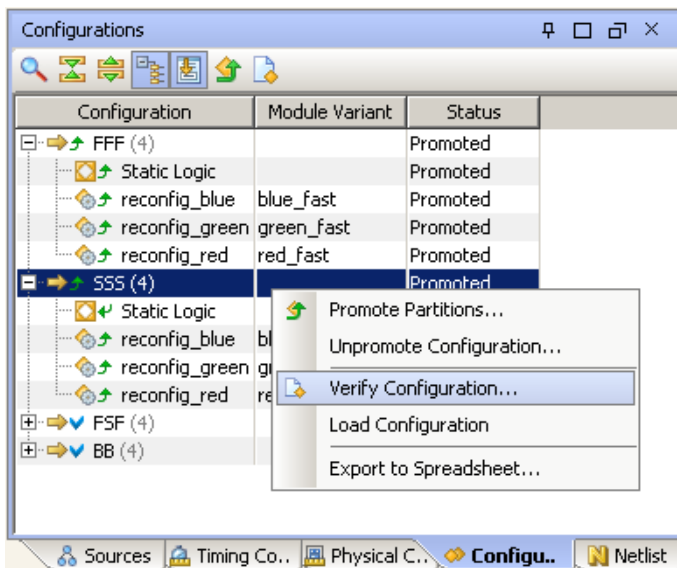 Configurations
Configuration Module Variant Status
FFF (4) Promoted
Static Logic Promoted
reconfig_blue blue_fast Promoted
reconfig_green green_fast Promoted
reconfig_red red_fast Promoted
SSS (4) Promoted
Static Logic
reconfig_blue bl
reconfig_green
reconfig_red re
FSF (4)
BB (4)
Promote Partitions...
Unpromote Configuration...
Verify Configuration...
Load Configuration
Export to Spreadsheet...
Sources Timing Co.. Physical C.. Configu.. Netlist